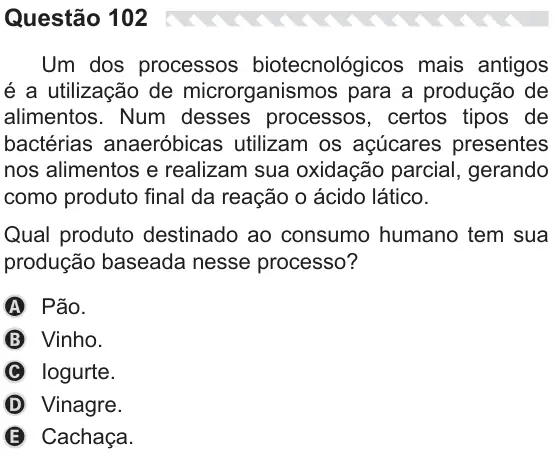 Questão 102
Um dos processos biotecnológicos mais antigos
é a utilização de microrganismos para a produção de
alimentos. Num desses processos, certos tipos de
bactérias anaeróbicas utilizam os açúcares presentes
nos alimentos e realizam sua oxidação parcial, gerando
como produto final da reação o ácido lático.
Qual produto destinado ao consumo humano tem sua
produção baseada nesse processo?
A Pão.
B Vinho.
C Iogurte.
D Vinagre.
E Cachaça.